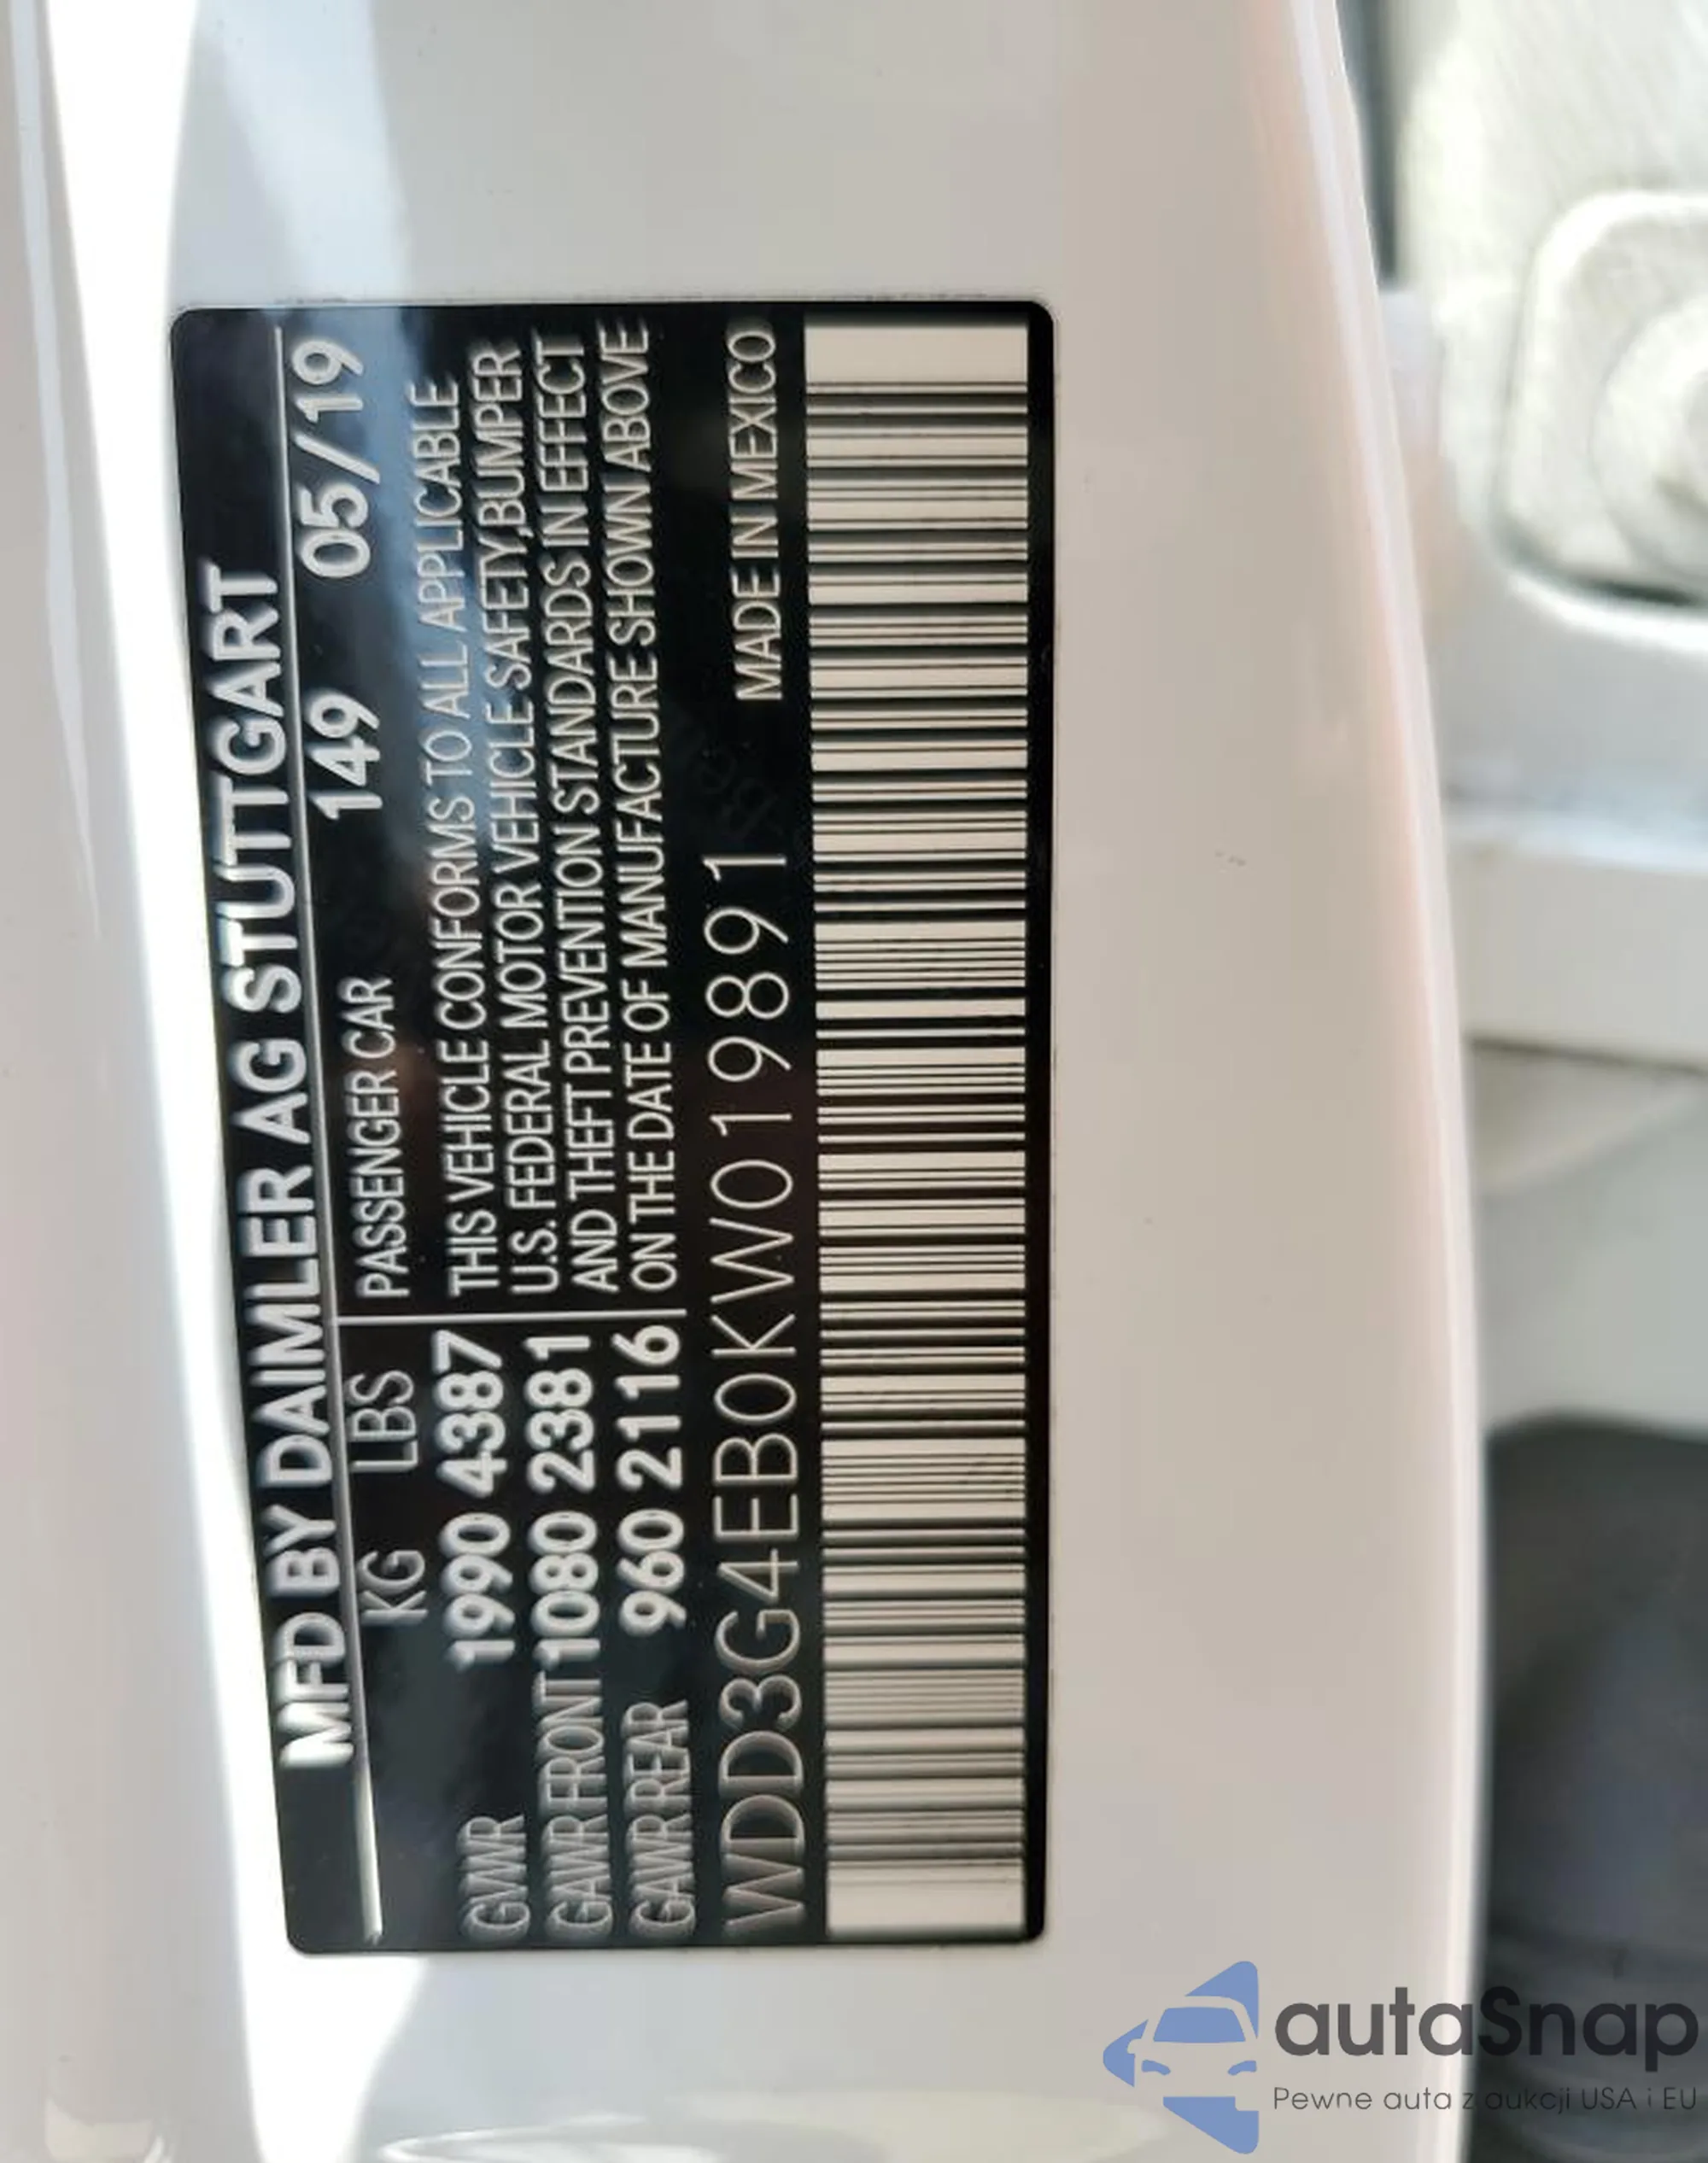 MFD BY DAIMLER AG STUTTGART
KG LBS PASSENGER CAR 149 05/19
GVWR 1990 4387 THIS VEHICLE CONFORMS TO ALL APPLICABLE
GAWR FRONT 1080 2381 U.S. FEDERAL MOTOR VEHICLE SAFETY,BUMPER
GAWR REAR 960 2116 AND THEFT PREVENTION STANDARDS IN EFFECT
ON THE DATE OF MANUFACTURE SHOWN ABOVE
WDD3G4EB0KW019891 MADE IN MEXICO
autaSnap
Pewne auta z aukcji USA i EU